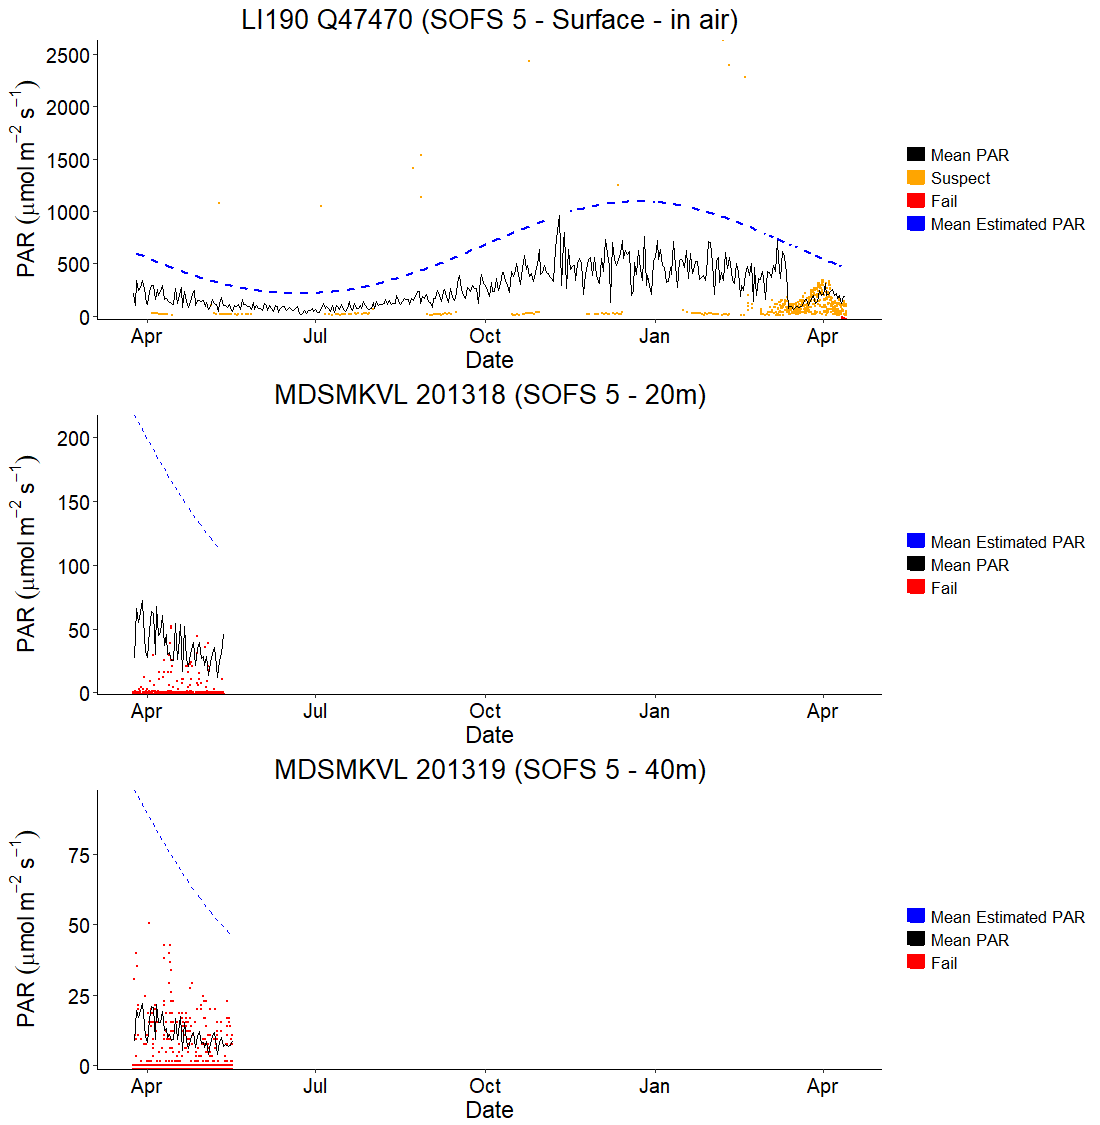 LI190 Q47470 (SOFS 5 - Surface - in air)
PAR (μmol m⁻² s⁻¹)
2500
2000
1500
1000
500
0
Apr Jul Oct Jan Apr
Date
Mean PAR
Suspect
Fail
Mean Estimated PAR
MDSMKVL 201318 (SOFS 5 - 20m)
PAR (μmol m⁻² s⁻¹)
200
150
100
50
0
Apr Jul Oct Jan Apr
Date
Mean Estimated PAR
Mean PAR
Fail
MDSMKVL 201319 (SOFS 5 - 40m)
PAR (μmol m⁻² s⁻¹)
75
50
25
0
Apr Jul Oct Jan Apr
Date
Mean Estimated PAR
Mean PAR
Fail